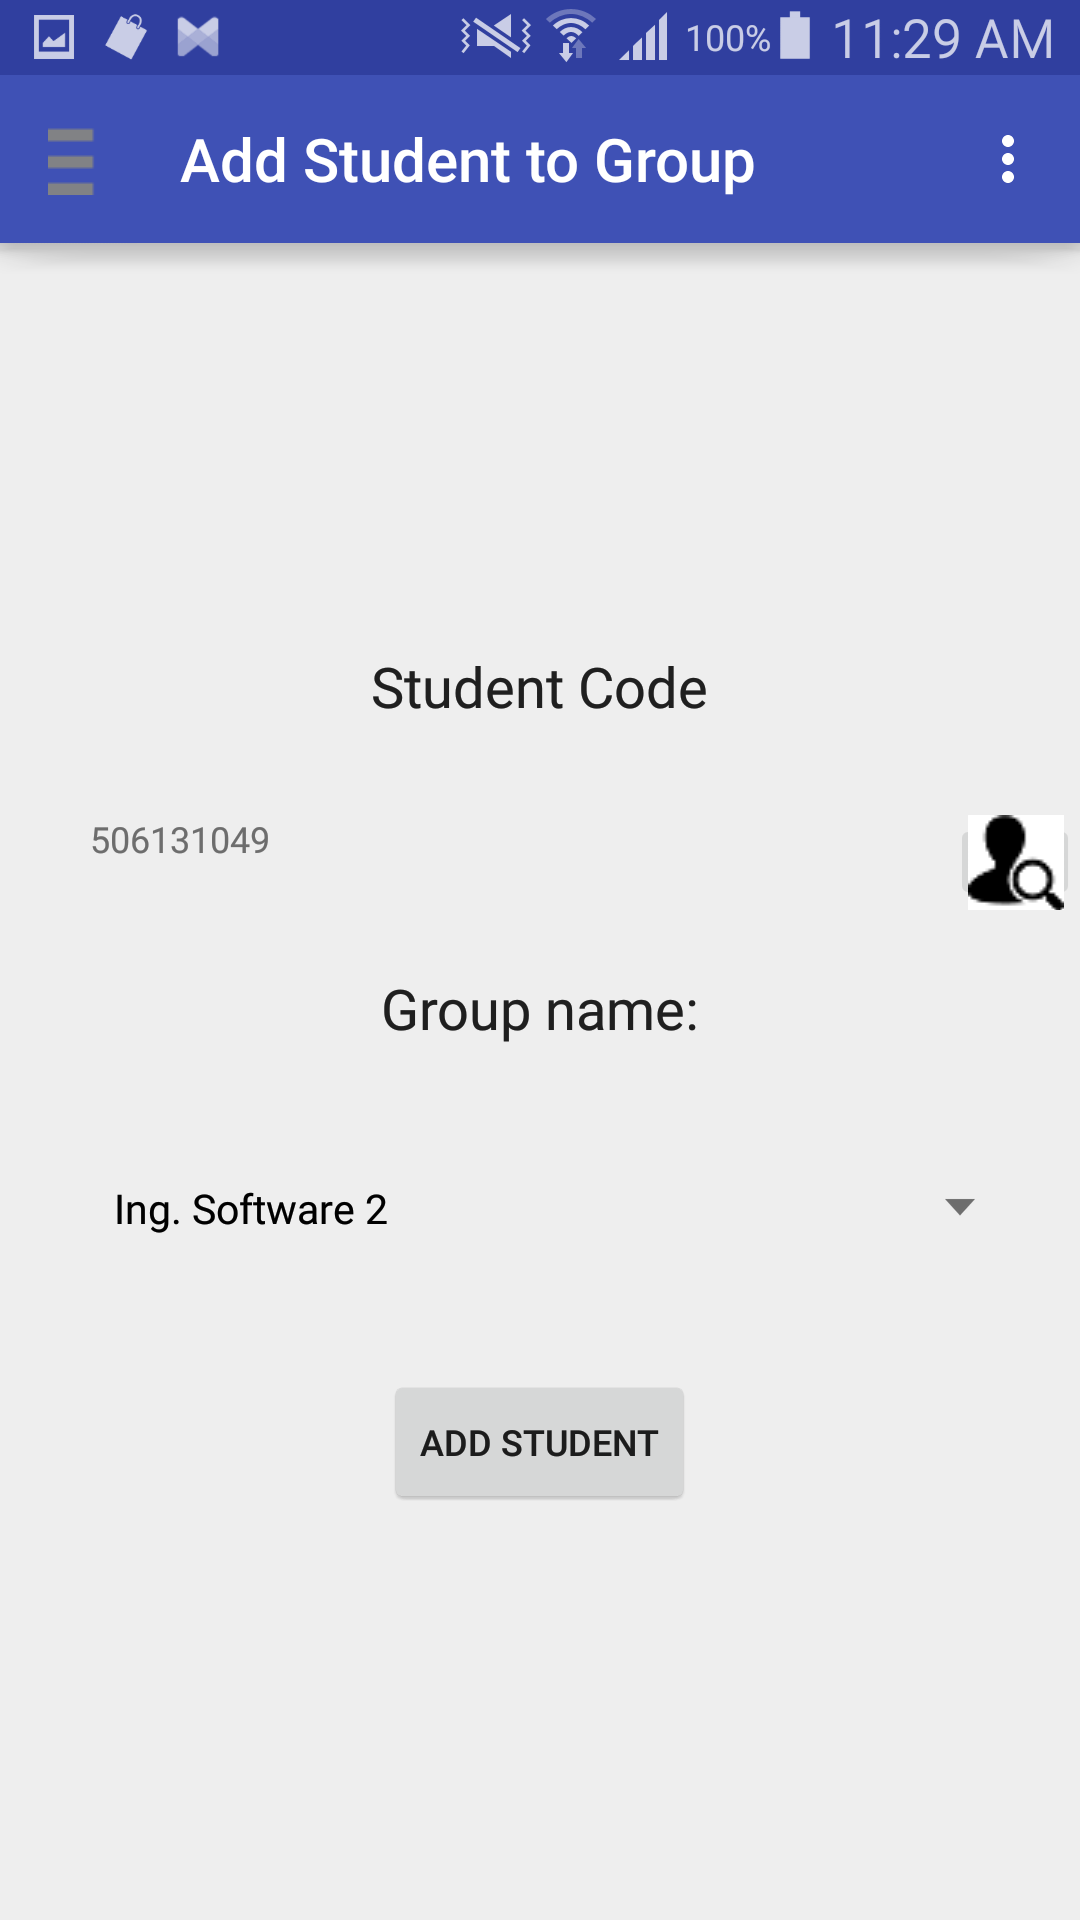 100% 11:29 AM
Add Student to Group
Student Code
506131049
Group name:
Ing. Software 2
ADD STUDENT